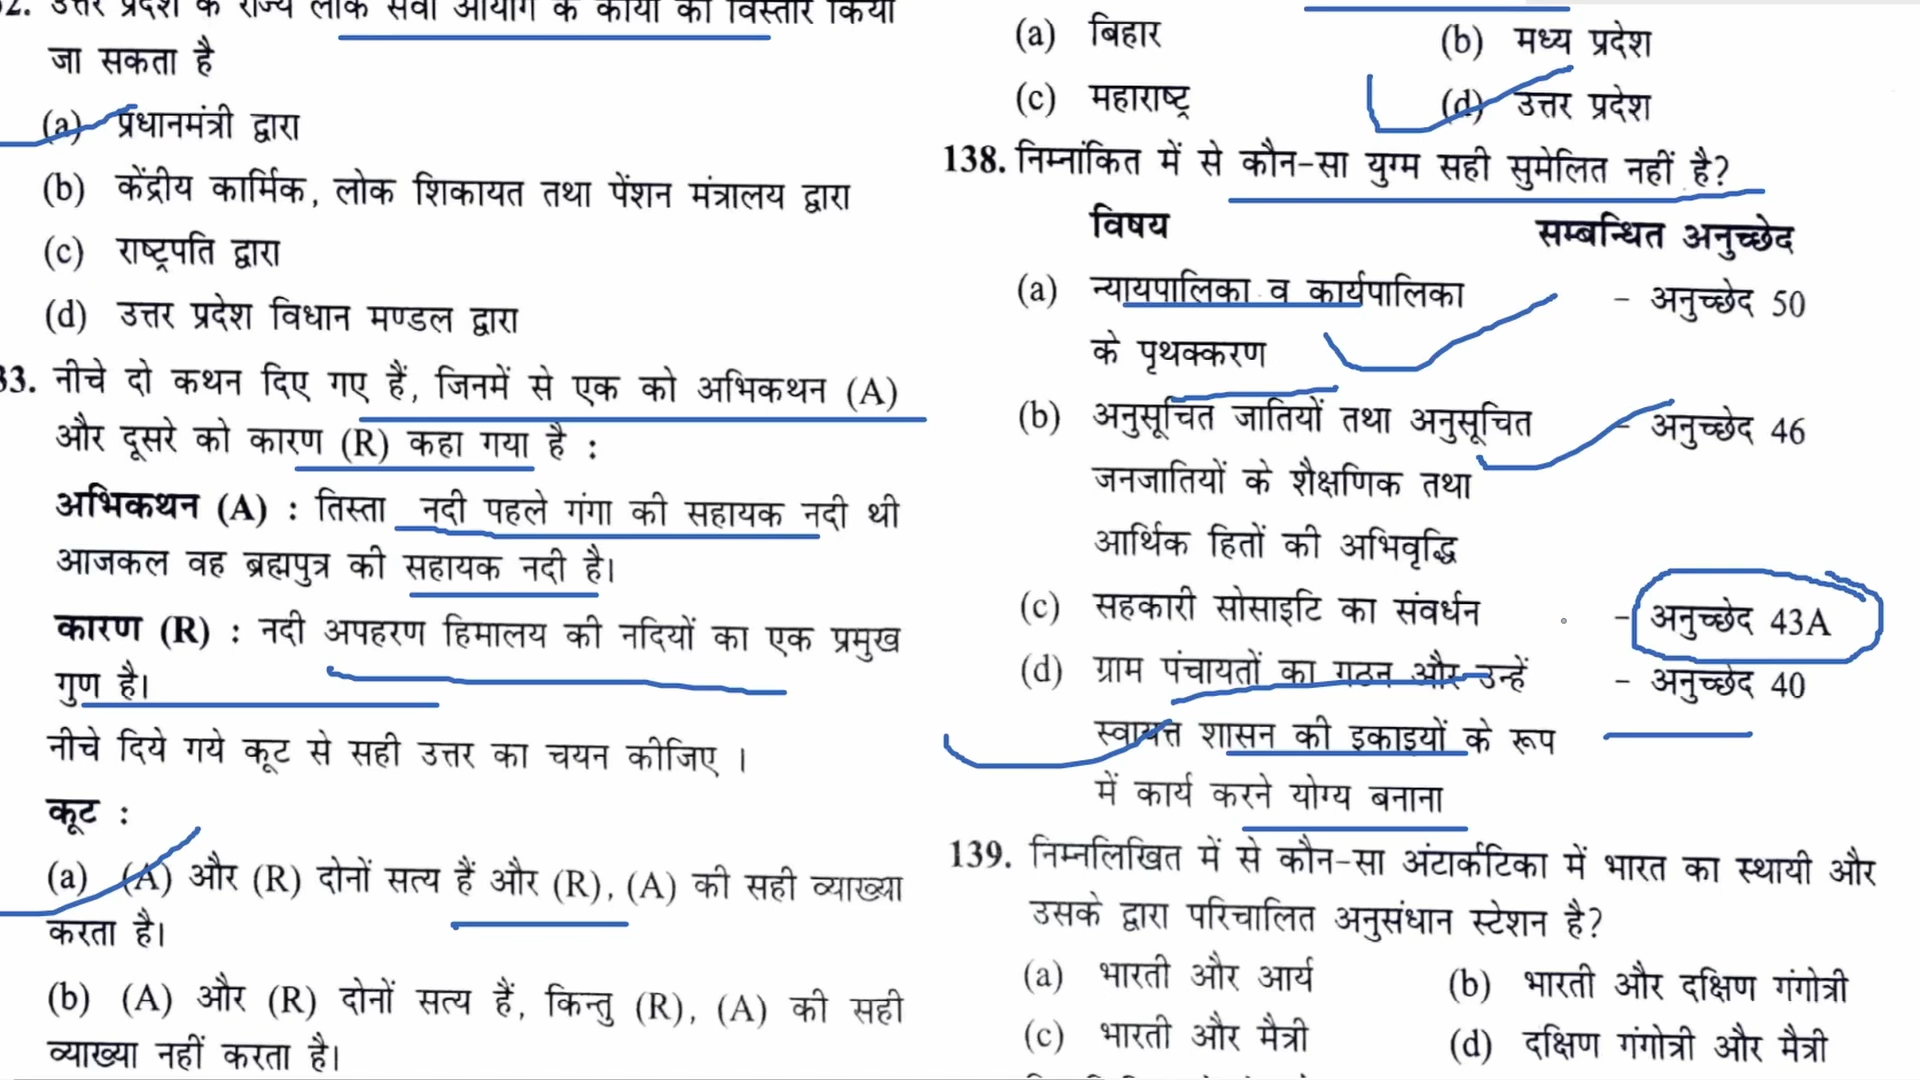 2. उत्तर प्रदेश के राज्य लोक सेवा आयोग के कार्यों का विस्तार किया
जा सकता है
(a) प्रधानमंत्री द्वारा
(b) केंद्रीय कार्मिक, लोक शिकायत तथा पेंशन मंत्रालय द्वारा
(c) राष्ट्रपति द्वारा
(d) उत्तर प्रदेश विधान मण्डल द्वारा
33. नीचे दो कथन दिए गए हैं, जिनमें से एक को अभिकथन (A)
और दूसरे को कारण (R) कहा गया है :
अभिकथन (A) : तिस्ता नदी पहले गंगा की सहायक नदी थी
आजकल वह ब्रह्मपुत्र की सहायक नदी है।
कारण (R) : नदी अपहरण हिमालय की नदियों का एक प्रमुख
गुण है।
नीचे दिये गये कूट से सही उत्तर का चयन कीजिए ।
कूट :
(a) (A) और (R) दोनों सत्य हैं और (R), (A) की सही व्याख्या
करता है।
(b) (A) और (R) दोनों सत्य हैं, किन्तु (R), (A) की सही
व्याख्या नहीं करता है।
(a) बिहार (b) मध्य प्रदेश
(c) महाराष्ट्र (d) उत्तर प्रदेश
138. निम्नांकित में से कौन-सा युग्म सही सुमेलित नहीं है?
विषय सम्बन्धित अनुच्छेद
(a) न्यायपालिका व कार्यपालिका - अनुच्छेद 50
के पृथक्करण
(b) अनुसूचित जातियों तथा अनुसूचित - अनुच्छेद 46
जनजातियों के शैक्षणिक तथा
आर्थिक हितों की अभिवृद्धि
(c) सहकारी सोसाइटि का संवर्धन - अनुच्छेद 43A
(d) ग्राम पंचायतों का गठन और उन्हें - अनुच्छेद 40
स्वायत्त शासन की इकाइयों के रूप
में कार्य करने योग्य बनाना
139. निम्नलिखित में से कौन-सा अंटार्कटिका में भारत का स्थायी और
उसके द्वारा परिचालित अनुसंधान स्टेशन है?
(a) भारती और आर्य (b) भारती और दक्षिण गंगोत्री
(c) भारती और मैत्री (d) दक्षिण गंगोत्री और मैत्री